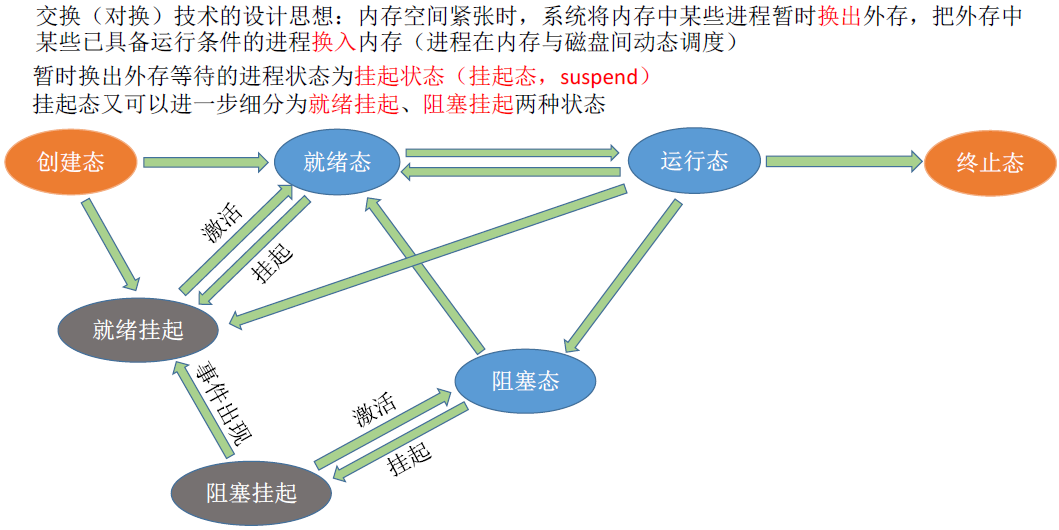 交换（对换）技术的设计思想：内存空间紧张时，系统将内存中某些进程暂时换出外存，把外存中
某些已具备运行条件的进程换入内存（进程在内存与磁盘间动态调度）
暂时换出外存等待的进程状态为挂起状态（挂起态，suspend）
挂起态又可以进一步细分为就绪挂起、阻塞挂起两种状态
创建态
就绪态
运行态
终止态
激活
挂起
就绪挂起
事件出现
阻塞态
激活
挂起
阻塞挂起